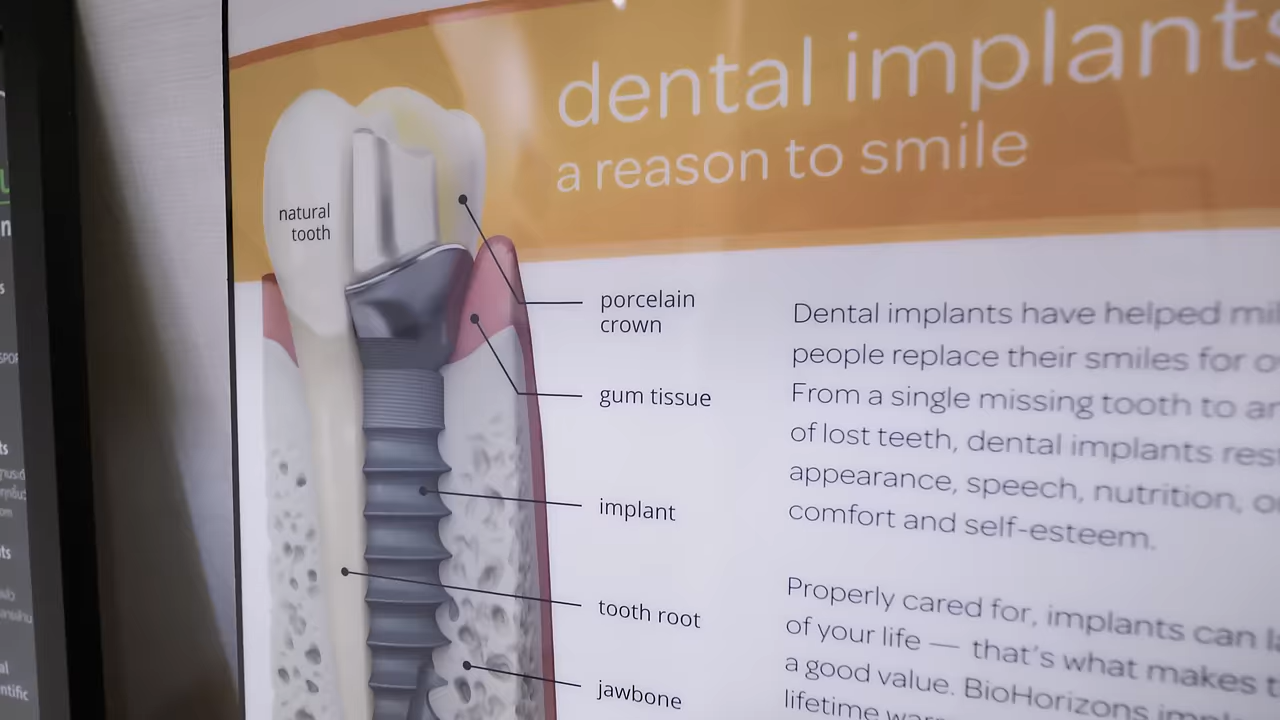 dental implants
a reason to smile
natural
tooth
porcelain
crown
gum tissue
implant
tooth root
jawbone
Dental implants have helped
people replace their smiles for
From a single missing tooth to
of lost teeth, dental implants
appearance, speech, nutrition,
comfort and self-esteem.
Properly cared for, implants can
of your life — that's what makes
a good value. BioHorizons
lifetime